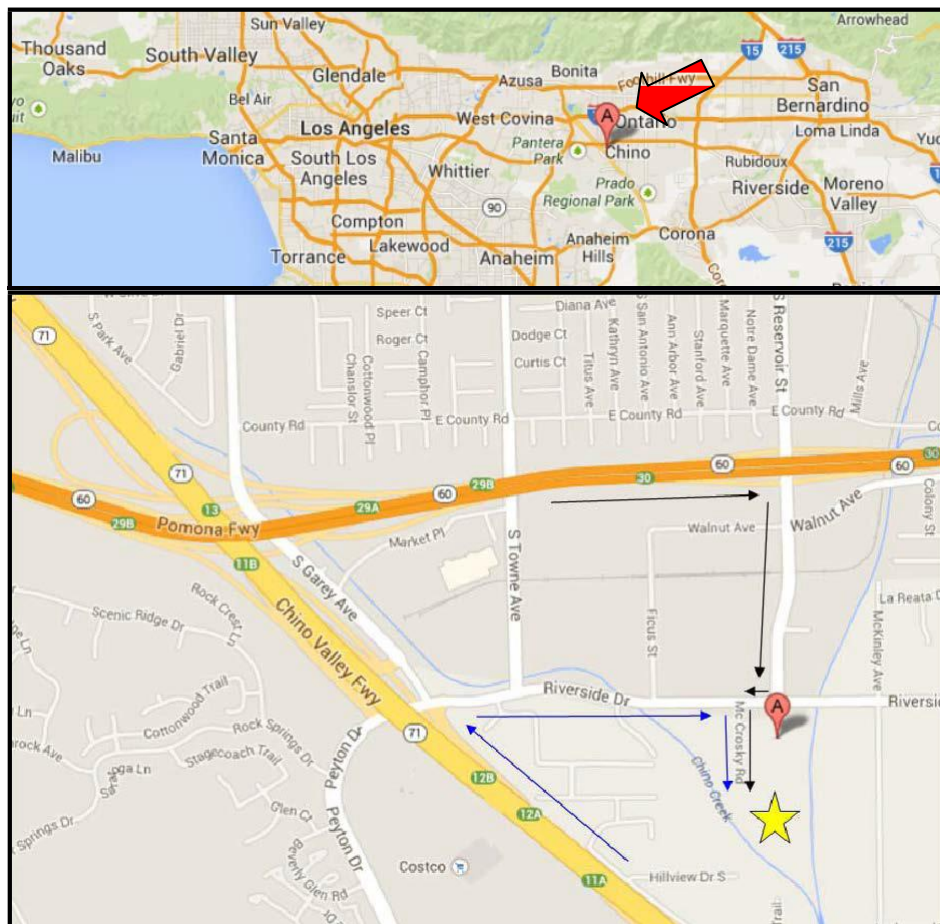 Arrowhead
Sun Valley
Thousand
Oaks
South Valley
15
215
Glendale
Azusa
Bonita
Foothill Fwy
San
Bernardino
Bel Air
A
Los Angeles
West Covina
Ontario
Santa
Monica
Loma Linda
Malibu
South Los
Angeles
Pantera
Park
Chino
Whittier
Rubidoux
Riverside
Moreno
Valley
Prado
Regional Park
90
Compton
Lakewood
Anaheim
Hills
Corona
215
Torrance
Anaheim
71
S Park Ave
Gabriel Dr
Speer Ct
Roger Ct
Chanslor St
Cottonwood Pl
Camphor Pl
Diana Ave
Dodge Ct
Curtis Ct
Titus Ave
Kathryn Ave
S San Antonio Ave
Ann Arbor Ave
Stanford Ave
Marquette Ave
Notre Dame Ave
S Reservoir St
Mills Ave
County Rd
E County Rd
E County Rd
E County Rd
71
60
29B
13
29A
60
29B
30
60
60
30
Pomona Fwy
Colony St
11B
Market Pl
S Towne Ave
Walnut Ave
Walnut Ave
S Garey Ave
Rock Crest Ln
Scenic Ridge Dr
Chino Valley Fwy
Ficus St
La Reata
McKinley Ave
Cottonwood Trail
Rock Springs Dr
Stagecoach Trail
Riverside Dr
A
Peyton Dr
71
Mc Crosky Rd
Chino Creek
12B
12A
Glen Ct
Beverly Glen Rd
Springs Dr
Peyton Dr
Costco
11A
Hillview Dr S